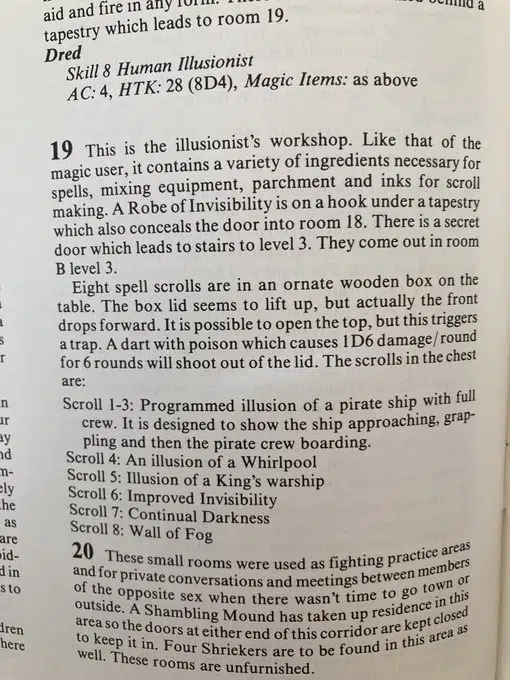 aid and fire in any form.
behind a
tapestry which leads to room 19.
Dred
Skill 8 Human Illusionist
AC: 4, HTK: 28 (8D4), Magic Items: as above
19 This is the illusionist's workshop. Like that of the
magic user, it contains a variety of ingredients necessary for
spells, mixing equipment, parchment and inks for scroll
making. A Robe of Invisibility is on a hook under a tapestry
which also conceals the door into room 18. There is a secret
door which leads to stairs to level 3. They come out in room
B level 3.
Eight spell scrolls are in an ornate wooden box on the
table. The box lid seems to lift up, but actually the front
drops forward. It is possible to open the top, but this triggers
a trap. A dart with poison which causes 1D6 damage/round
for 6 rounds will shoot out of the lid. The scrolls in the chest
are:
Scroll 1-3: Programmed illusion of a pirate ship with full
crew. It is designed to show the ship approaching, grap-
pling and then the pirate crew boarding.
Scroll 4: An illusion of a Whirlpool
Scroll 5: Illusion of a King's warship
Scroll 6: Improved Invisibility
Scroll 7: Continual Darkness
Scroll 8: Wall of Fog
20 These small rooms were used as fighting practice areas
and for private conversations and meetings between members
of the opposite sex when there wasn't time to go town or
outside. A Shambling Mound has taken up residence in this
area so the doors at either end of this corridor are kept closed
to keep it in. Four Shriekers are to be found in this area as
well. These rooms are unfurnished.